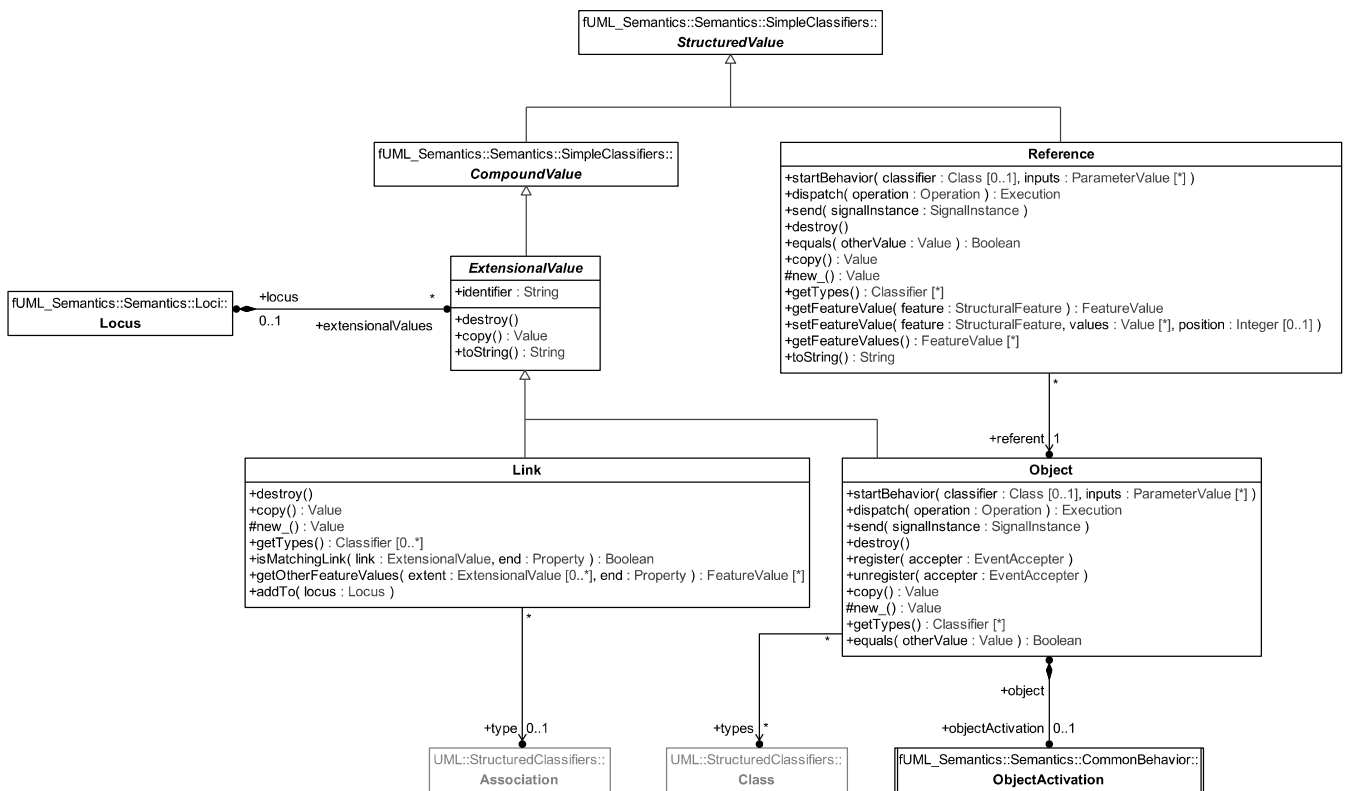 fUML_Semantics::Semantics::SimpleClassifiers::
StructuredValue
fUML_Semantics::Semantics::SimpleClassifiers::
CompoundValue
Reference
+startBehavior( classifier : Class [0..1], inputs : ParameterValue [*] )
+dispatch( operation : Operation ) : Execution
+send( signalInstance : SignalInstance )
+destroy()
+equals( otherValue : Value ) : Boolean
+copy() : Value
#new_() : Value
+getTypes() : Classifier [*]
+getFeatureValue( feature : StructuralFeature ) : FeatureValue
+setFeatureValue( feature : StructuralFeature, values : Value [*], position : Integer [0..1] )
+getFeatureValues() : FeatureValue [*]
+toString() : String
ExtensionalValue
+identifier : String
+destroy()
+copy() : Value
+toString() : String
fUML_Semantics::Semantics::Loci::
Locus
+locus
*
0..1
+extensionalValues
*
+referent 1
Link
+destroy()
+copy() : Value
#new_() : Value
+getTypes() : Classifier [0..*]
+isMatchingLink( link : ExtensionalValue, end : Property ) : Boolean
+getOtherFeatureValues( extent : ExtensionalValue [0..*], end : Property ) : FeatureValue [*]
+addTo( locus : Locus )
Object
+startBehavior( classifier : Class [0..1], inputs : ParameterValue [*] )
+dispatch( operation : Operation ) : Execution
+send( signalInstance : SignalInstance )
+destroy()
+register( accepter : EventAccepter )
+unregister( accepter : EventAccepter )
+copy() : Value
#new_() : Value
+getTypes() : Classifier [*]
+equals( otherValue : Value ) : Boolean
*
*
+object
+type 0..1
+types *
+objectActivation 0..1
UML::StructuredClassifiers::
Association
UML::StructuredClassifiers::
Class
fUML_Semantics::Semantics::CommonBehavior::
ObjectActivation